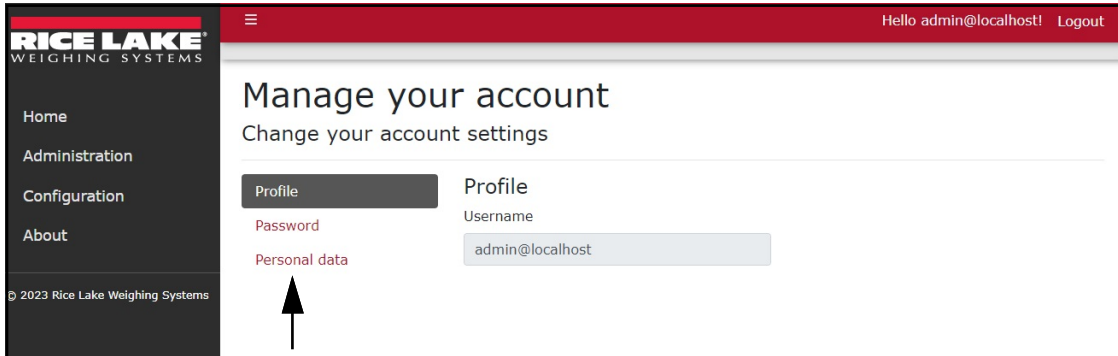 RICE LAKE®
WEIGHING SYSTEMS
Home
Administration
Configuration
About
© 2023 Rice Lake Weighing Systems
☰
Hello admin@localhost! Logout
Manage your account
Change your account settings
Profile
Password
Personal data
Profile
Username
admin@localhost